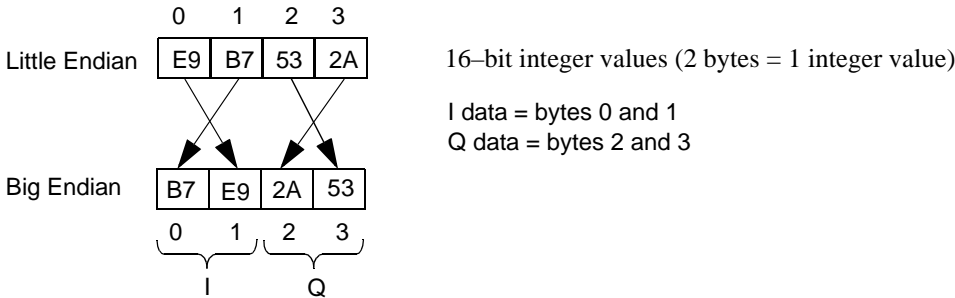 0 1 2 3
Little Endian E9 B7 53 2A
16–bit integer values (2 bytes = 1 integer value)
I data = bytes 0 and 1
Q data = bytes 2 and 3
Big Endian B7 E9 2A 53
0 1 2 3
I Q